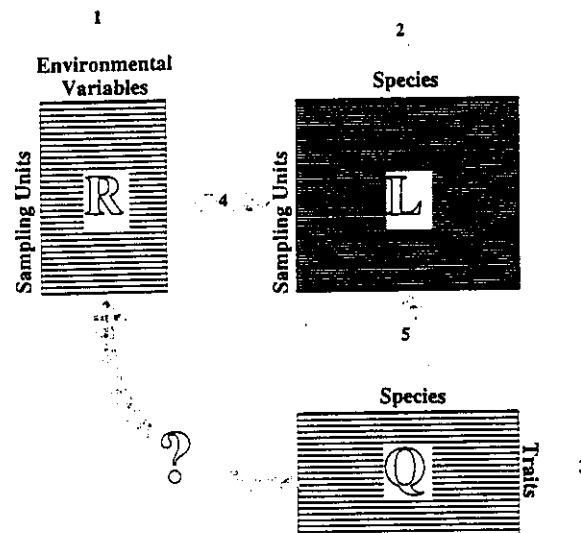 1
2
Environmental
Variables
Species
Sampling Units
R
4
Sampling Units
L
5
Species
?
Q
Traits